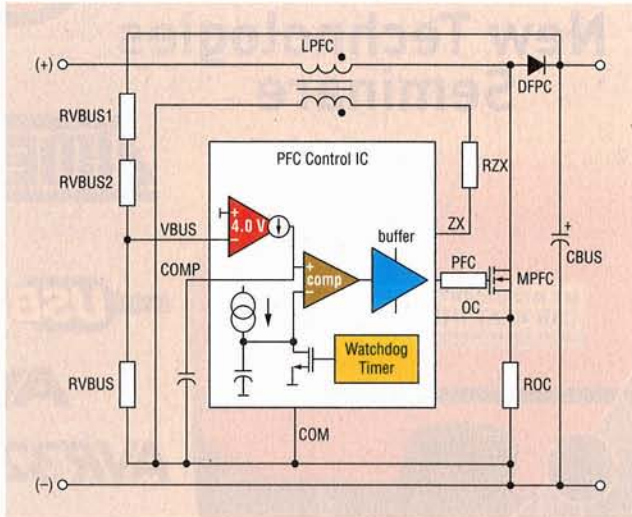 New Technologies
Seminare
LPFC
(+)
DFPC
RVBUS1
PFC Control IC
RZX
RVBUS2
4.0 V
+
−
ZX
buffer
VBUS
COMP
+
comp
−
PFC
MPFC
+
CBUS
OC
Watchdog
Timer
RVBUS
ROC
COM
(−)